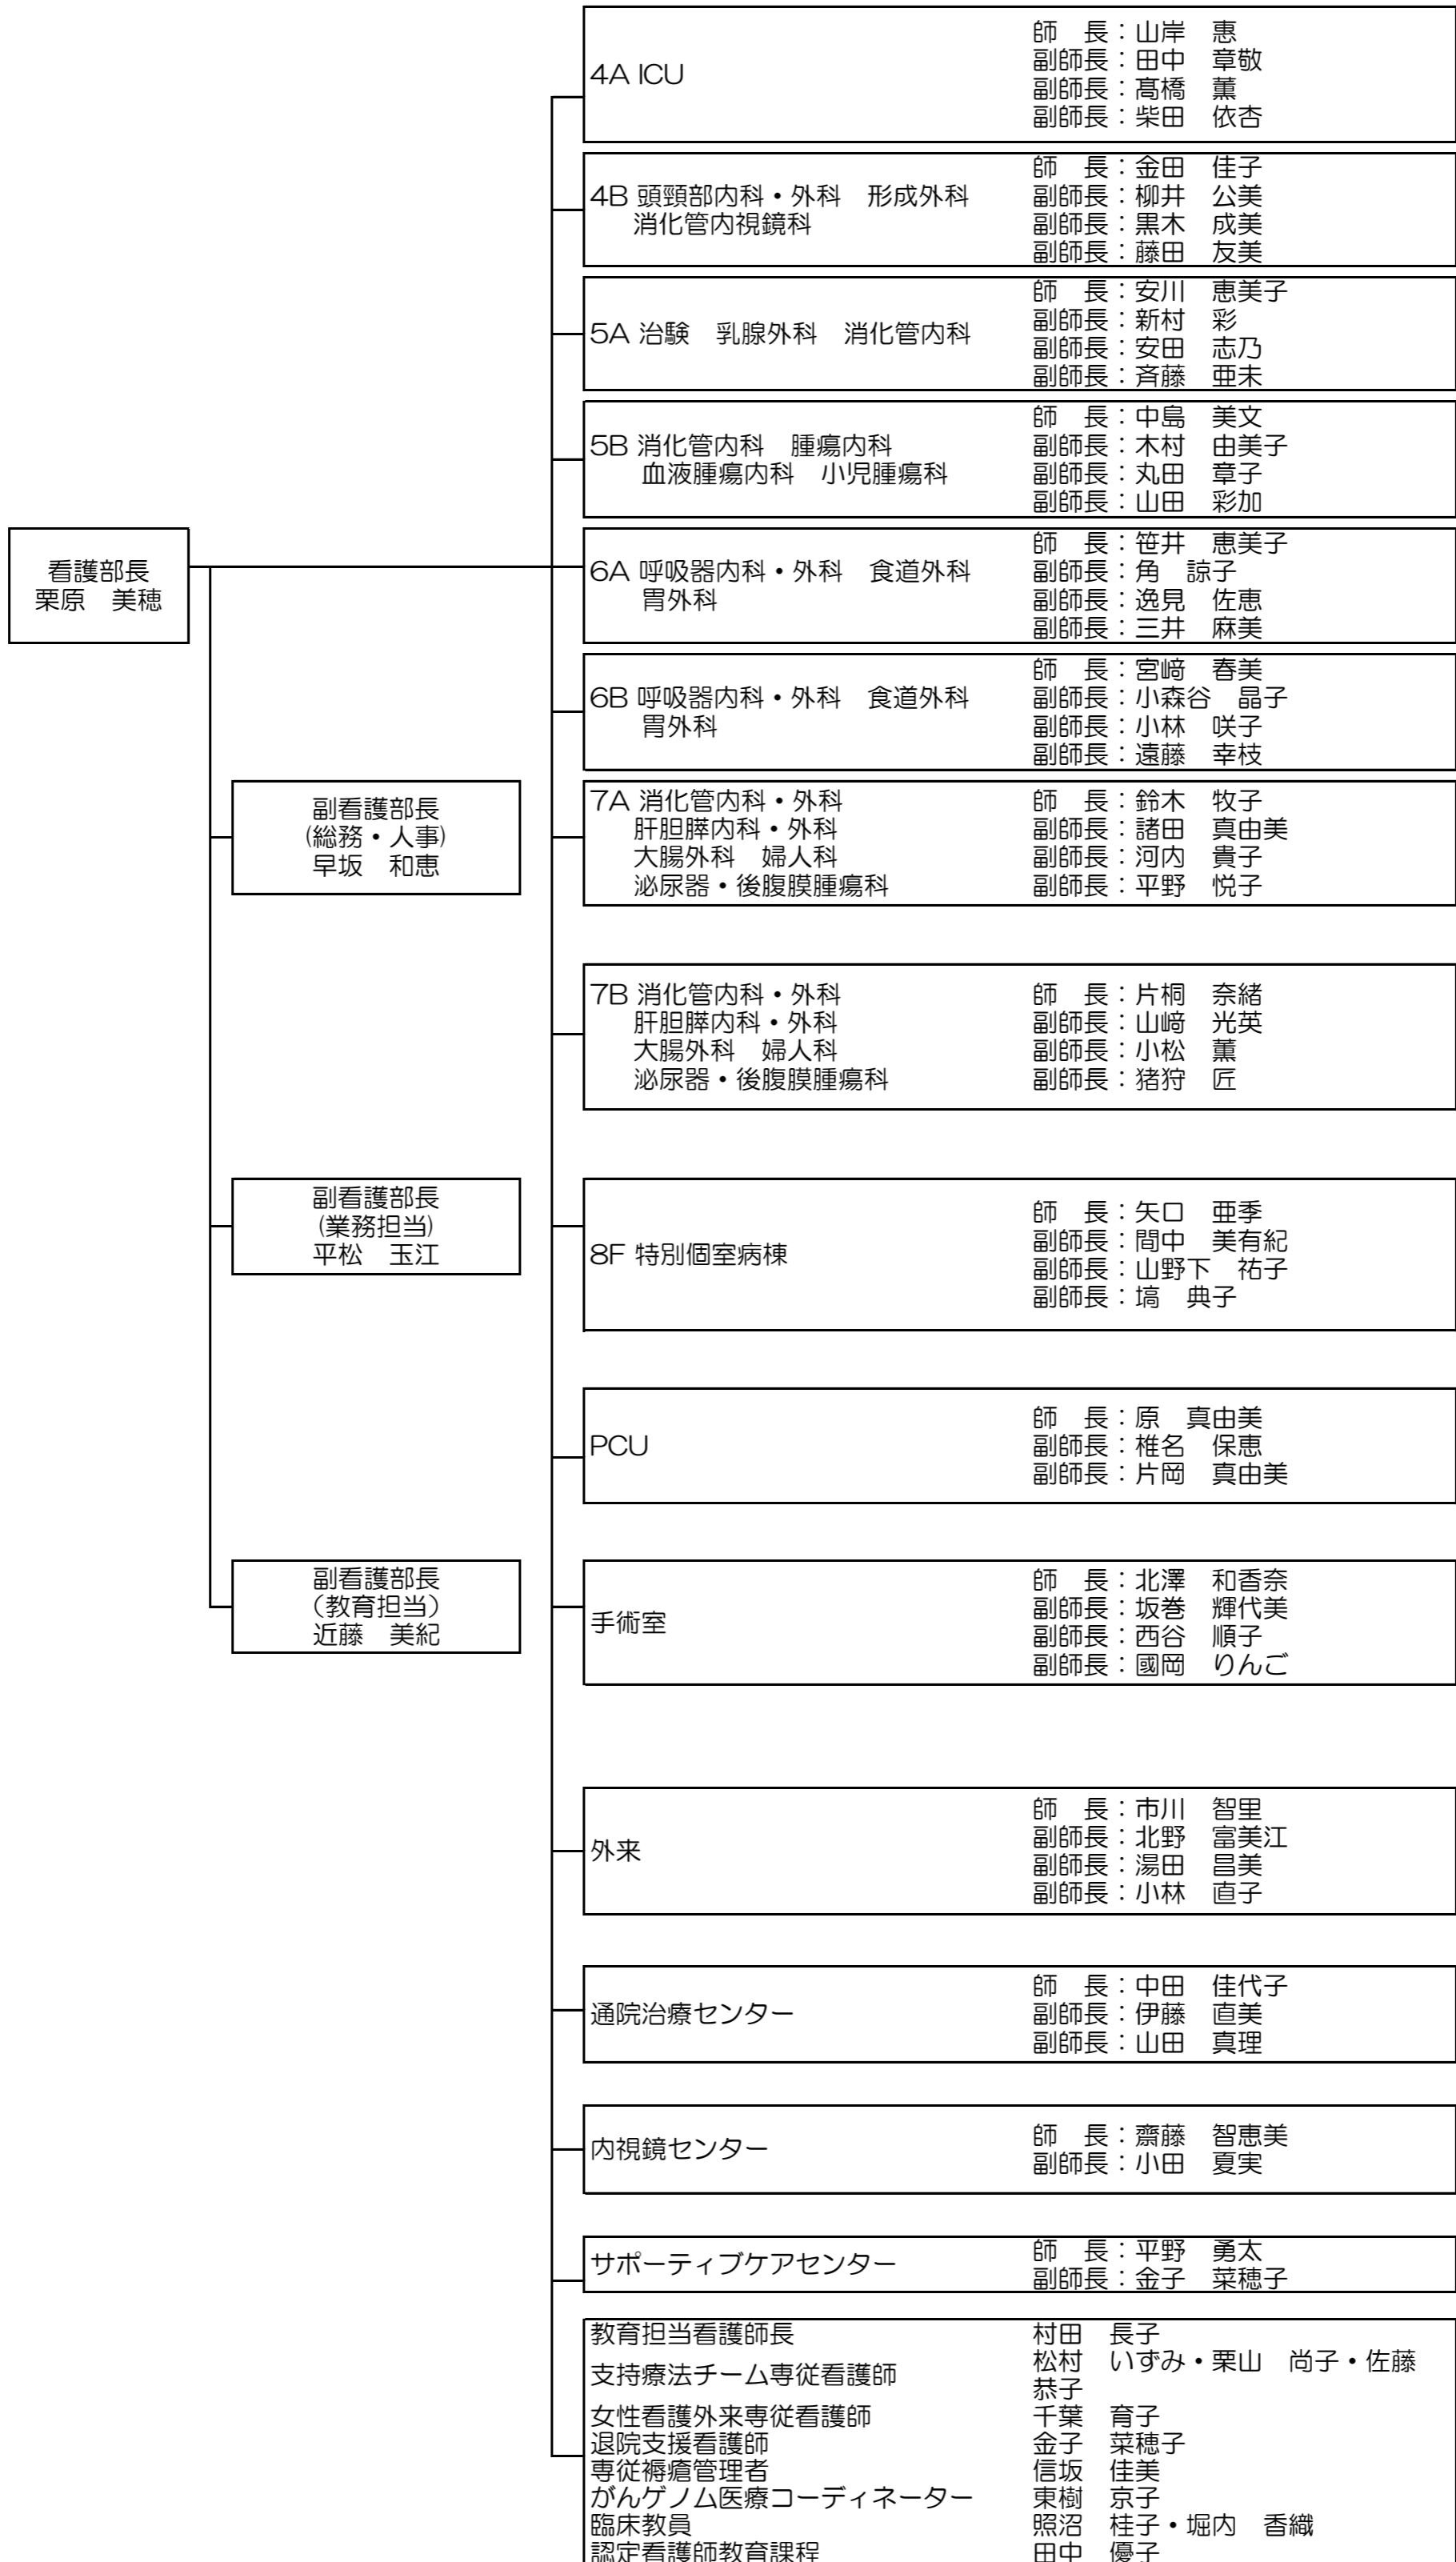 看護部長
栗原　美穂
副看護部長
(総務・人事)
早坂　和恵
副看護部長
(業務担当)
平松　玉江
副看護部長
（教育担当）
近藤　美紀
4A ICU
師　長：山岸　惠
副師長：田中　章敬
副師長：髙橋　薫
副師長：柴田　依杏
4B 頭頸部内科・外科　形成外科
消化管内視鏡科
師　長：金田　佳子
副師長：柳井　公美
副師長：黒木　成美
副師長：藤田　友美
5A 治験　乳腺外科　消化管内科
師　長：安川　恵美子
副師長：新村　彩
副師長：安田　志乃
副師長：斉藤　亜未
5B 消化管内科　腫瘍内科
血液腫瘍内科　小児腫瘍科
師　長：中島　美文
副師長：木村　由美子
副師長：丸田　章子
副師長：山田　彩加
6A 呼吸器内科・外科　食道外科
胃外科
師　長：笹井　恵美子
副師長：角　諒子
副師長：逸見　佐恵
副師長：三井　麻美
6B 呼吸器内科・外科　食道外科
胃外科
師　長：宮﨑　春美
副師長：小森谷　晶子
副師長：小林　咲子
副師長：遠藤　幸枝
7A 消化管内科・外科
肝胆膵内科・外科
大腸外科　婦人科
泌尿器・後腹膜腫瘍科
師　長：鈴木　牧子
副師長：諸田　真由美
副師長：河内　貴子
副師長：平野　悦子
7B 消化管内科・外科
肝胆膵内科・外科
大腸外科　婦人科
泌尿器・後腹膜腫瘍科
師　長：片桐　奈緒
副師長：山﨑　光英
副師長：小松　薫
副師長：猪狩　匠
8F 特別個室病棟
師　長：矢口　亜季
副師長：間中　美有紀
副師長：山野下　祐子
副師長：塙　典子
PCU
師　長：原　真由美
副師長：椎名　保恵
副師長：片岡　真由美
手術室
師　長：北澤　和香奈
副師長：坂巻　輝代美
副師長：西谷　順子
副師長：國岡　りんご
外来
師　長：市川　智里
副師長：北野　富美江
副師長：湯田　昌美
副師長：小林　直子
通院治療センター
師　長：中田　佳代子
副師長：伊藤　直美
副師長：山田　真理
内視鏡センター
師　長：齋藤　智恵美
副師長：小田　夏実
サポーティブケアセンター
師　長：平野　勇太
副師長：金子　菜穂子
教育担当看護師長　村田　長子
支持療法チーム専従看護師　松村　いずみ・栗山　尚子・佐藤
恭子
女性看護外来専従看護師　千葉　育子
退院支援看護師　金子　菜穂子
専従褥瘡管理者　信坂　佳美
がんゲノム医療コーディネーター　東樹　京子
臨床教員　照沼　桂子・堀内　香織
認定看護師教育課程　田中　優子